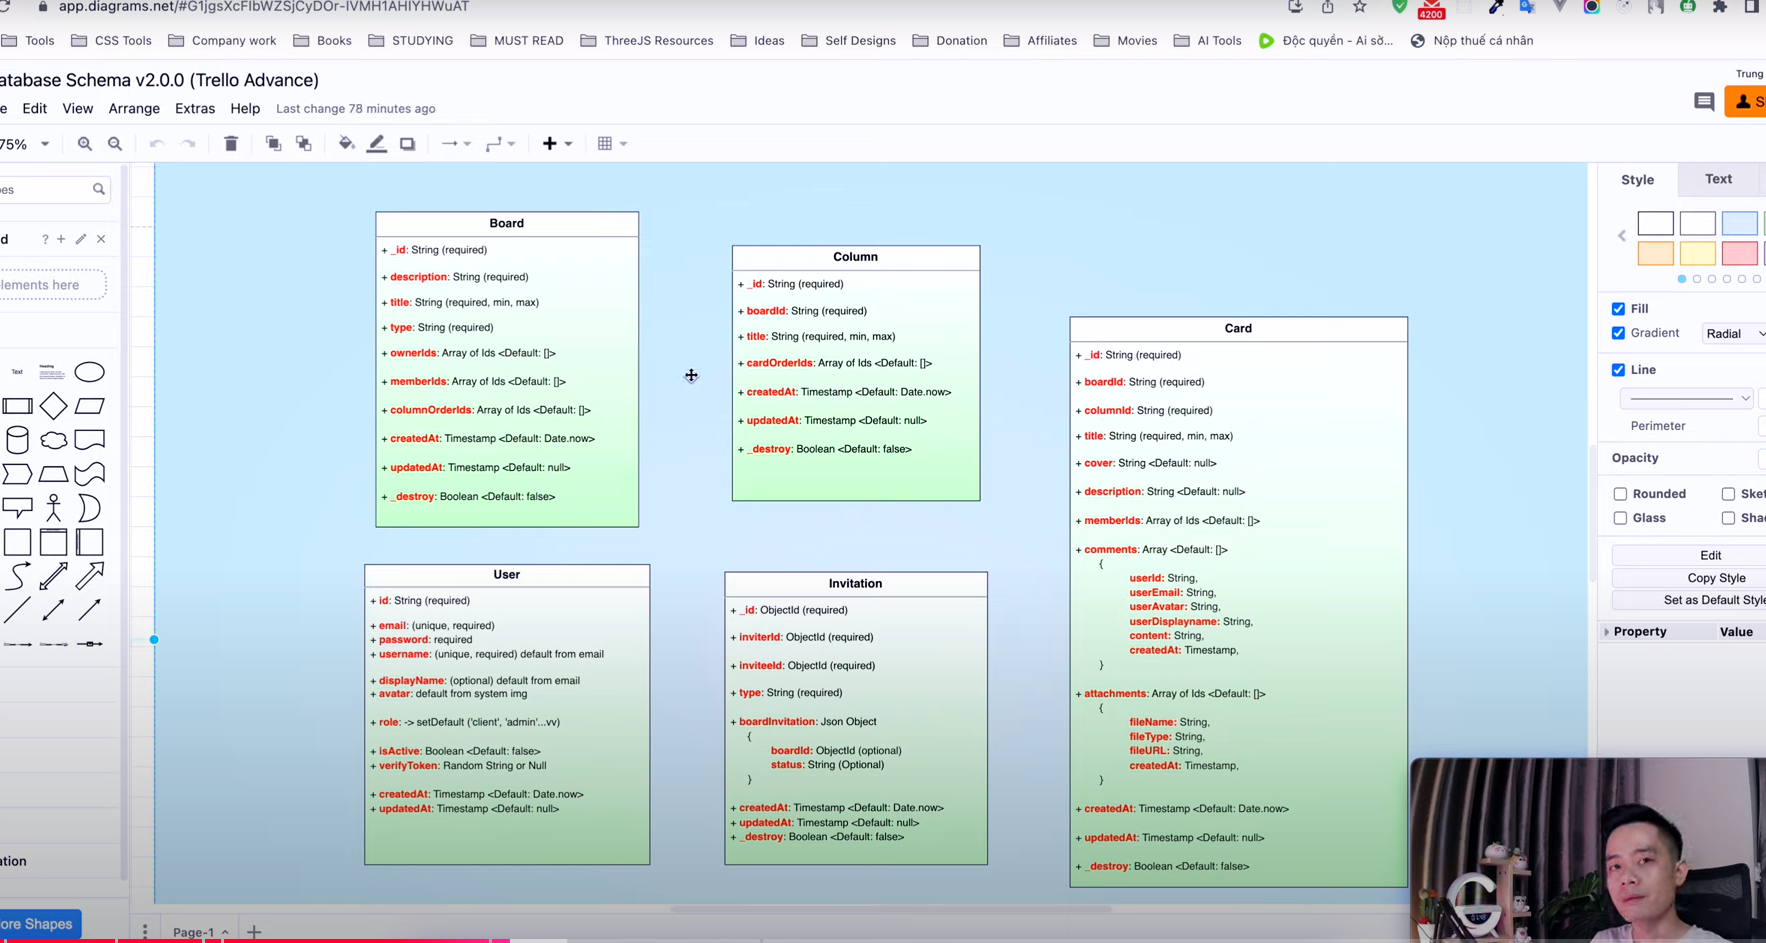 app.diagrams.net/#G1jgsXcFIbWZSjCyDOr-IVMH1AHIYHWuAT
4200
Tools
CSS Tools
Company work
Books
STUDYING
MUST READ
ThreeJS Resources
Ideas
Self Designs
Donation
Affiliates
Movies
AI Tools
Độc quyền - Ai sờ...
Nộp thuế cá nhân
atabase Schema v2.0.0 (Trello Advance)
Trung
e Edit View Arrange Extras Help Last change 78 minutes ago
75%
Style
Text
Board
+ _id: String (required)
+ description: String (required)
+ title: String (required, min, max)
+ type: String (required)
+ ownerIds: Array of Ids <Default: []>
+ memberIds: Array of Ids <Default: []>
+ columnOrderIds: Array of Ids <Default: []>
+ createdAt: Timestamp <Default: Date.now>
+ updatedAt: Timestamp <Default: null>
+ _destroy: Boolean <Default: false>
Column
+ _id: String (required)
+ boardId: String (required)
+ title: String (required, min, max)
+ cardOrderIds: Array of Ids <Default: []>
+ createdAt: Timestamp <Default: Date.now>
+ updatedAt: Timestamp <Default: null>
+ _destroy: Boolean <Default: false>
Card
+ _id: String (required)
+ boardId: String (required)
+ columnId: String (required)
+ title: String (required, min, max)
+ cover: String <Default: null>
+ description: String <Default: null>
+ memberIds: Array of Ids <Default: []>
+ comments: Array <Default: []>
{
userId: String,
userEmail: String,
userAvatar: String,
userDisplayname: String,
content: String,
createdAt: Timestamp,
}
+ attachments: Array of Ids <Default: []>
{
fileName: String,
fileType: String,
fileURL: String,
createdAt: Timestamp,
}
+ createdAt: Timestamp <Default: Date.now>
+ updatedAt: Timestamp <Default: null>
+ _destroy: Boolean <Default: false>
User
+ id: String (required)
+ email: (unique, required)
+ password: required
+ username: (unique, required) default from email
+ displayName: (optional) default from email
+ avatar: default from system img
+ role: -> setDefault ('client', 'admin'...vv)
+ isActive: Boolean <Default: false>
+ verifyToken: Random String or Null
+ createdAt: Timestamp <Default: Date.now>
+ updatedAt: Timestamp <Default: null>
Invitation
+ _id: ObjectId (required)
+ inviterId: ObjectId (required)
+ inviteeId: ObjectId (required)
+ type: String (required)
+ boardInvitation: Json Object
{
boardId: ObjectId (optional)
status: String (Optional)
}
+ createdAt: Timestamp <Default: Date.now>
+ updatedAt: Timestamp <Default: null>
+ _destroy: Boolean <Default: false>
es
d
?
lements here
Text
Heading
ation
ore Shapes
Page-1
Fill
Gradient
Radial
Line
Perimeter
Opacity
Rounded
Sket
Glass
Shad
Edit
Copy Style
Set as Default Style
Property
Value